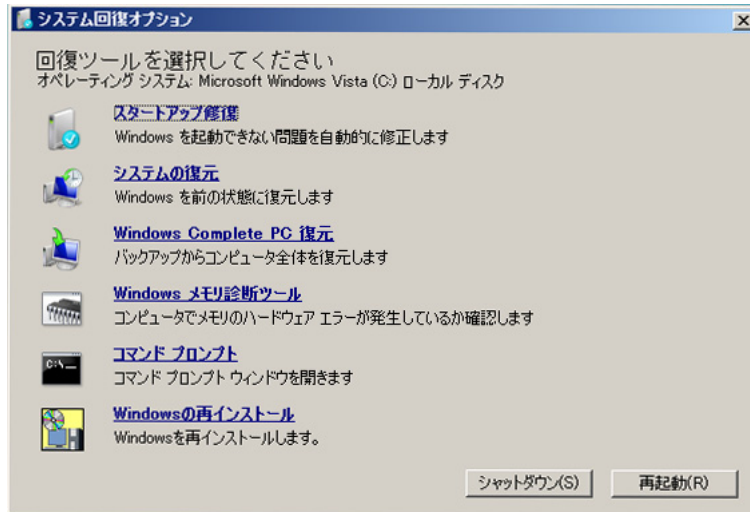 システム回復オプション
回復ツールを選択してください
オペレーティング システム: Microsoft Windows Vista (C:) ローカル ディスク
スタートアップ修復
Windows を起動できない問題を自動的に修正します
システムの復元
Windows を前の状態に復元します
Windows Complete PC 復元
バックアップからコンピュータ全体を復元します
Windows メモリ診断ツール
コンピュータでメモリのハードウェア エラーが発生しているか確認します
C:\_
コマンド プロンプト
コマンド プロンプト ウィンドウを開きます
Windowsの再インストール
Windowsを再インストールします。
シャットダウン(S)
再起動(R)